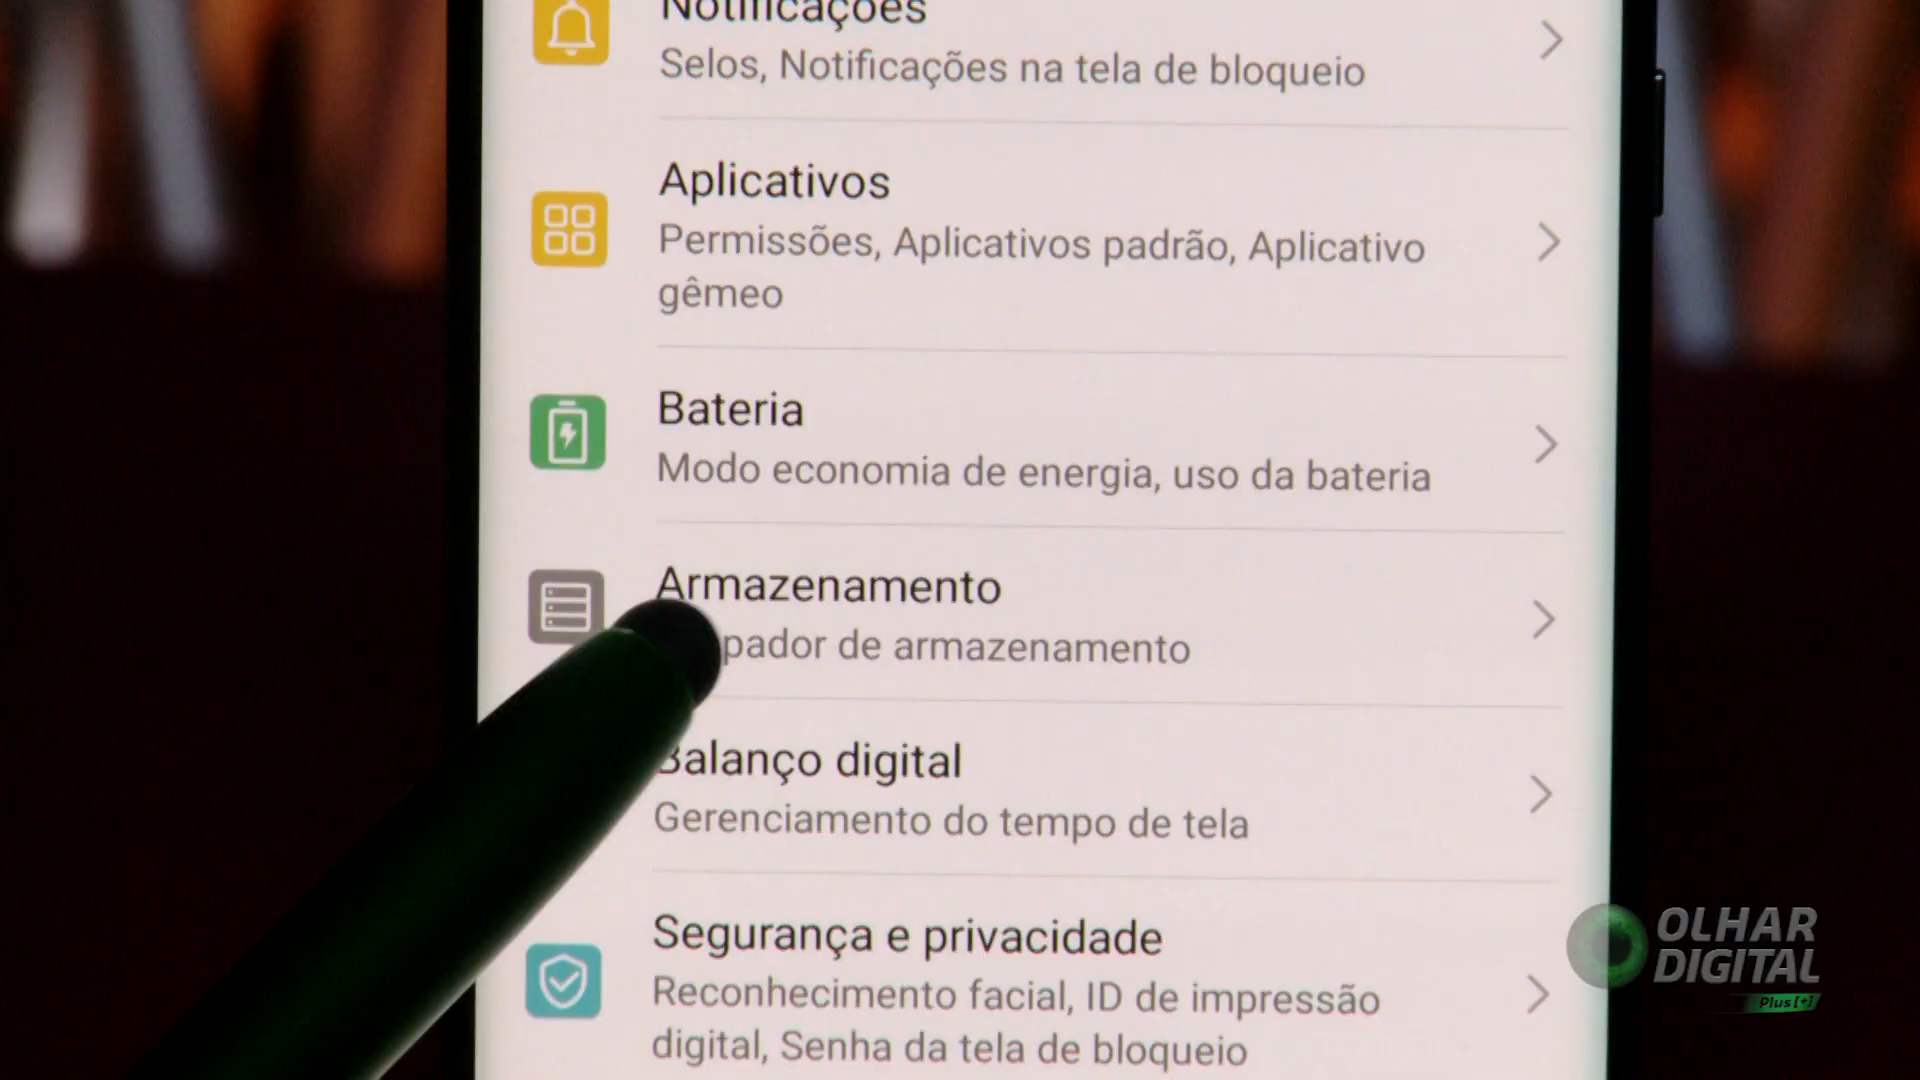 Notificações
Selos, Notificações na tela de bloqueio
Aplicativos
Permissões, Aplicativos padrão, Aplicativo
gêmeo
Bateria
Modo economia de energia, uso da bateria
Armazenamento
de armazenamento
Balanço digital
Gerenciamento do tempo de tela
Segurança e privacidade
Reconhecimento facial, ID de impressão
digital, Senha da tela de bloqueio
OLHAR
DIGITAL
Plus[+]